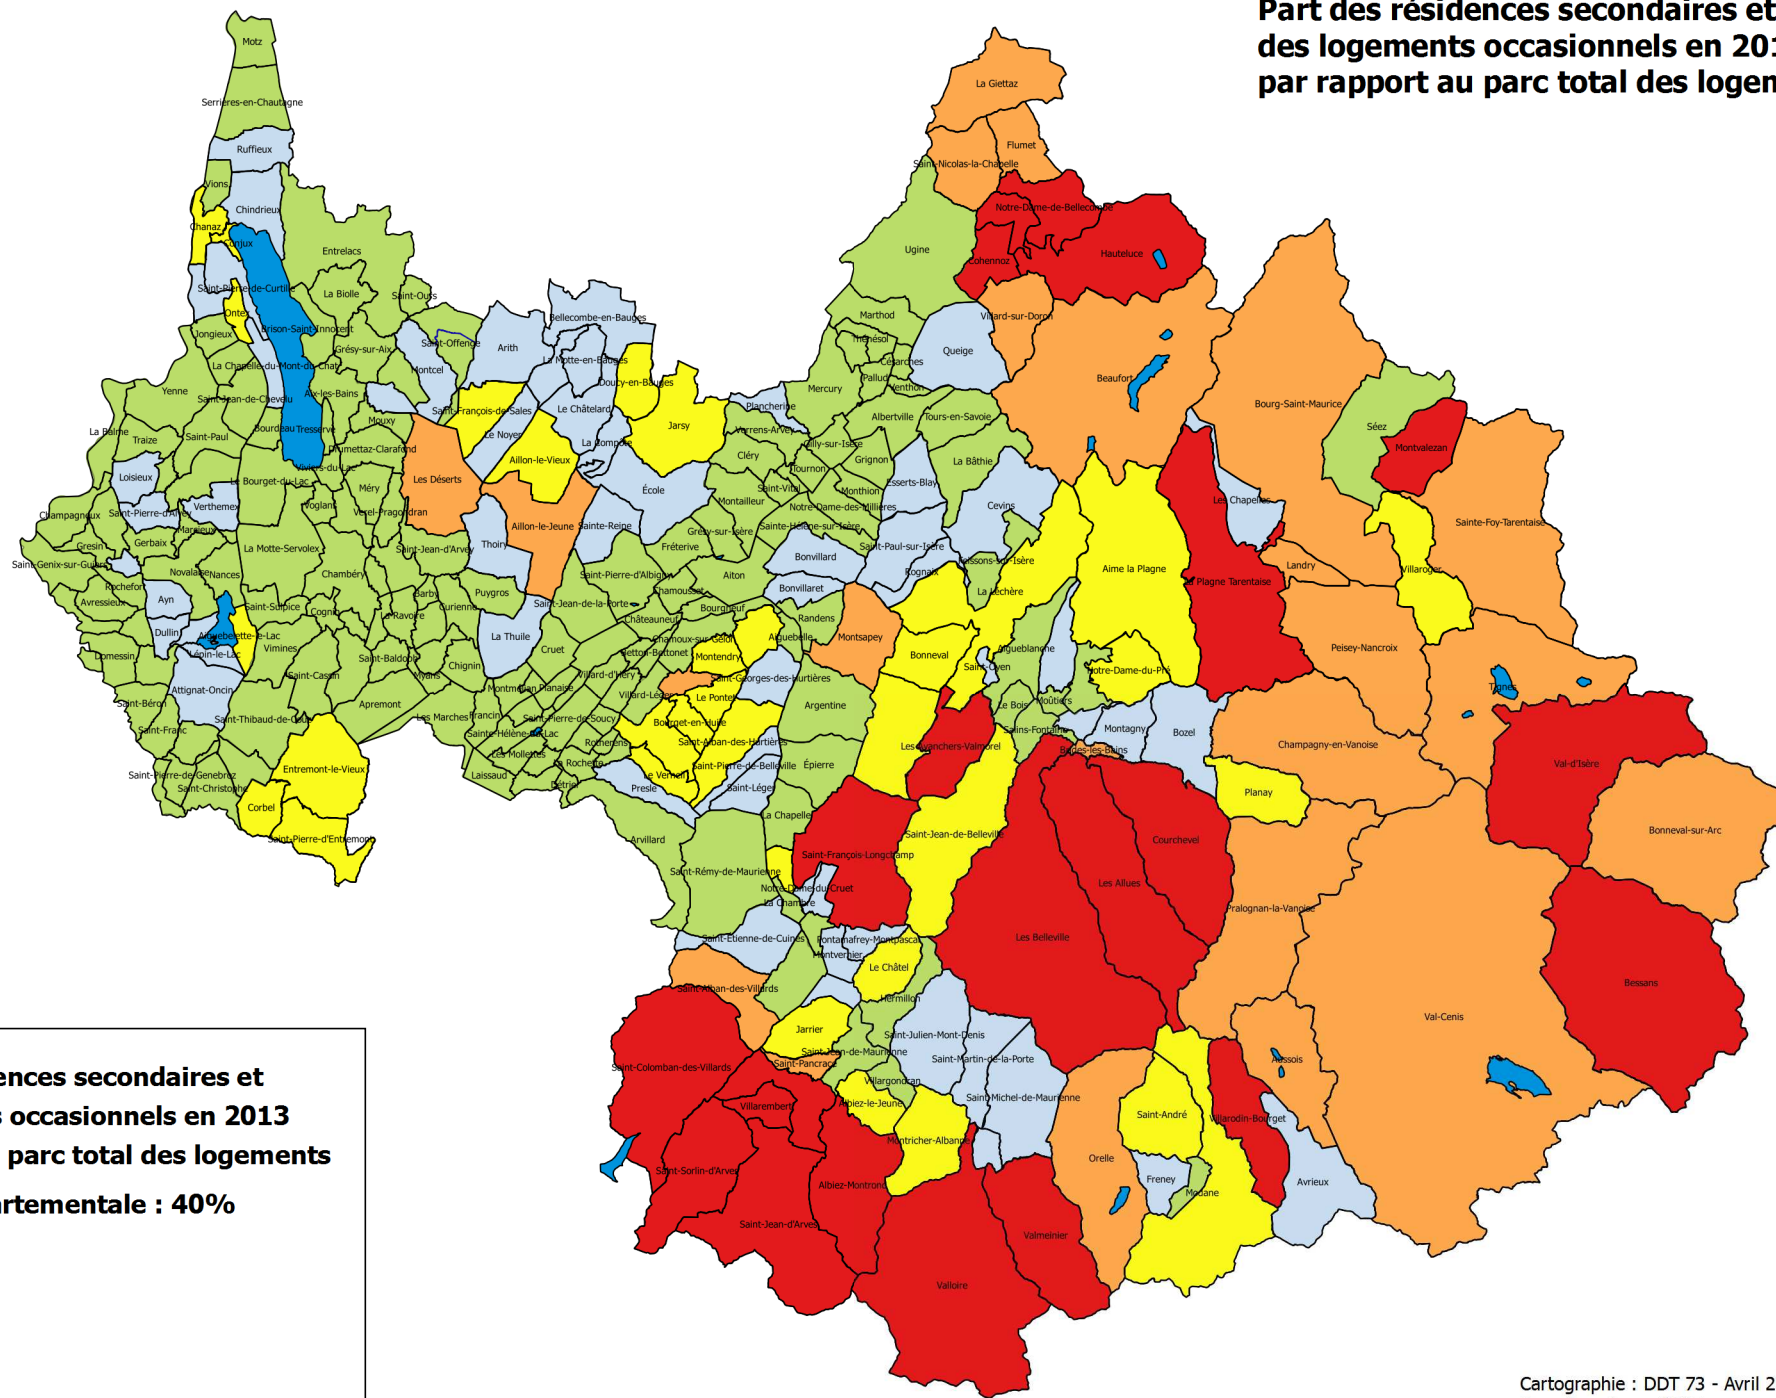 Part des résidences secondaires et
des logements occasionnels en 201
par rapport au parc total des logem
Motz
Serrières-en-Chautagne
Ruffieux
Vions
Chindrieux
Chanaz
Conjux
Entrelacs
Saint-Pierre-de-Curtille
La Biolle
Saint-Ours
Ontex
Brison-Saint-Innocent
Jongieux
Grésy-sur-Aix
Saint-Offenge
Arith
Bellecombe-en-Bauges
La Motte-en-Bauges
La Chapelle-du-Mont-du-Chat
Montcel
Doucy-en-Bauges
Yenne
Saint-Jean-de-Chevelu
Aix-les-Bains
Saint-François-de-Sales
Le Châtelard
Plancherine
La Balme
Traize
Saint-Paul
Bourdeau
Tresserve
Mouxy
Le Noyer
La Compôte
Jarsy
Drumettaz-Clarafond
Aillon-le-Vieux
Viviers-du-Lac
Loisieux
Le Bourget-du-Lac
Méry
Les Déserts
École
Champagneux
Saint-Pierre-d'Alvey
Verthemex
Voglans
Verel-Pragondran
Marcieux
Aillon-le-Jeune
Sainte-Reine
Gresin
Gerbaix
La Motte-Servolex
Saint-Jean-d'Arvey
Thoiry
Saint-Genix-sur-Guiers
Novalaise
Nances
Chambéry
Rochefort
Avressieux
Ayn
Saint-Sulpice
Cognin
Barby
Curienne
Puygros
La Ravoire
Dullin
Aiguebelette-le-Lac
Vimines
La Thuile
Domessin
Lépin-le-Lac
Saint-Cassin
Saint-Baldoph
Chignin
Cruet
Attignat-Oncin
Myans
Saint-Béron
Saint-Thibaud-de-Couz
Apremont
Les Marches
Francin
Montmélian
Planaise
Saint-Franc
Sainte-Hélène-du-Lac
Saint-Pierre-de-Soucy
Entremont-le-Vieux
Les Mollettes
Laissaud
Saint-Pierre-de-Genebroz
Saint-Christophe
Corbel
Saint-Pierre-d'Entremont
La Giettaz
Flumet
Saint-Nicolas-la-Chapelle
Notre-Dame-de-Bellecombe
Ugine
Cohennoz
Hauteluce
Marthod
Villard-sur-Doron
Thénésol
Césarches
Queige
Pallud
Venthon
Mercury
Beaufort
Bourg-Saint-Maurice
Séez
Montvalezan
Verrens-Arvey
Albertville
Tours-en-Savoie
Gilly-sur-Isère
Cléry
Grignon
La Bâthie
Tournon
Saint-Vital
Monthion
Esserts-Blay
Montailleur
Notre-Dame-des-Millières
Cevins
Les Chapelles
Sainte-Foy-Tarentaise
Grésy-sur-Isère
Sainte-Hélène-sur-Isère
Fréterive
Bonvillard
Saint-Paul-sur-Isère
Feissons-sur-Isère
Rognaix
Aime la Plagne
La Plagne Tarentaise
Landry
Villaroger
Saint-Pierre-d'Albigny
Aiton
Chamousset
Bonvillaret
La Léchère
Saint-Jean-de-la-Porte
Bourgneuf
Châteauneuf
Randens
Chamoux-sur-Gelon
Aiguebelle
Montsapey
Aigueblanche
Peisey-Nancroix
Betton-Bettonet
Montendry
Bonneval
Saint-Oyen
Notre-Dame-du-Pré
Villard-d'Héry
Villard-Léger
Saint-Georges-des-Hurtières
Le Pontet
Argentine
Le Bois
Moûtiers
Tignes
Bourget-en-Huile
Salins-Fontaine
Montagny
Bozel
Rotherens
Saint-Alban-des-Hurtières
Les Avanchers-Valmorel
Brides-les-Bains
Champagny-en-Vanoise
La Rochette
Saint-Pierre-de-Belleville
Épierre
Val-d'Isère
Détrier
Le Verneil
Presle
Saint-Léger
Planay
La Chapelle
Arvillard
Saint-Jean-de-Belleville
Courchevel
Bonneval-sur-Arc
Saint-François-Longchamp
Saint-Rémy-de-Maurienne
Notre-Dame-du-Cruet
Les Allues
La Chambre
Pralognan-la-Vanoise
Saint-Etienne-de-Cuines
Pontamafrey-Montpascal
Montvernier
Les Belleville
Le Châtel
Saint-Alban-des-Villards
Hermillon
Bessans
Val-Cenis
Jarrier
Saint-Julien-Mont-Denis
Saint-Jean-de-Maurienne
Saint-Martin-de-la-Porte
Saint-Colomban-des-Villards
Saint-Pancrace
Aussois
Villargondran
Villarembert
Albiez-le-Jeune
Saint-Michel-de-Maurienne
Saint-André
Villarodin-Bourget
Montricher-Albanne
Saint-Sorlin-d'Arves
Albiez-Montrond
Orelle
Freney
Modane
Avrieux
Saint-Jean-d'Arves
Valmeinier
Valloire
ences secondaires et
s occasionnels en 2013
parc total des logements
rtementale : 40%
Cartographie : DDT 73 - Avril 2